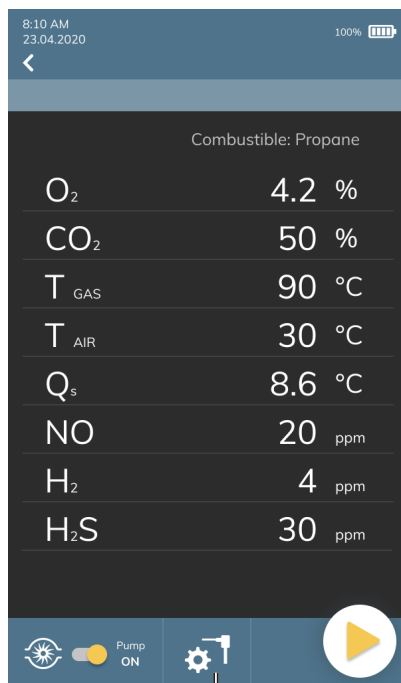 8:10 AM
23.04.2020
100%
Combustible: Propane
O₂ 4.2 %
CO₂ 50 %
T GAS 90 °C
T AIR 30 °C
Qs 8.6 °C
NO 20 ppm
H₂ 4 ppm
H₂S 30 ppm
Pump
ON